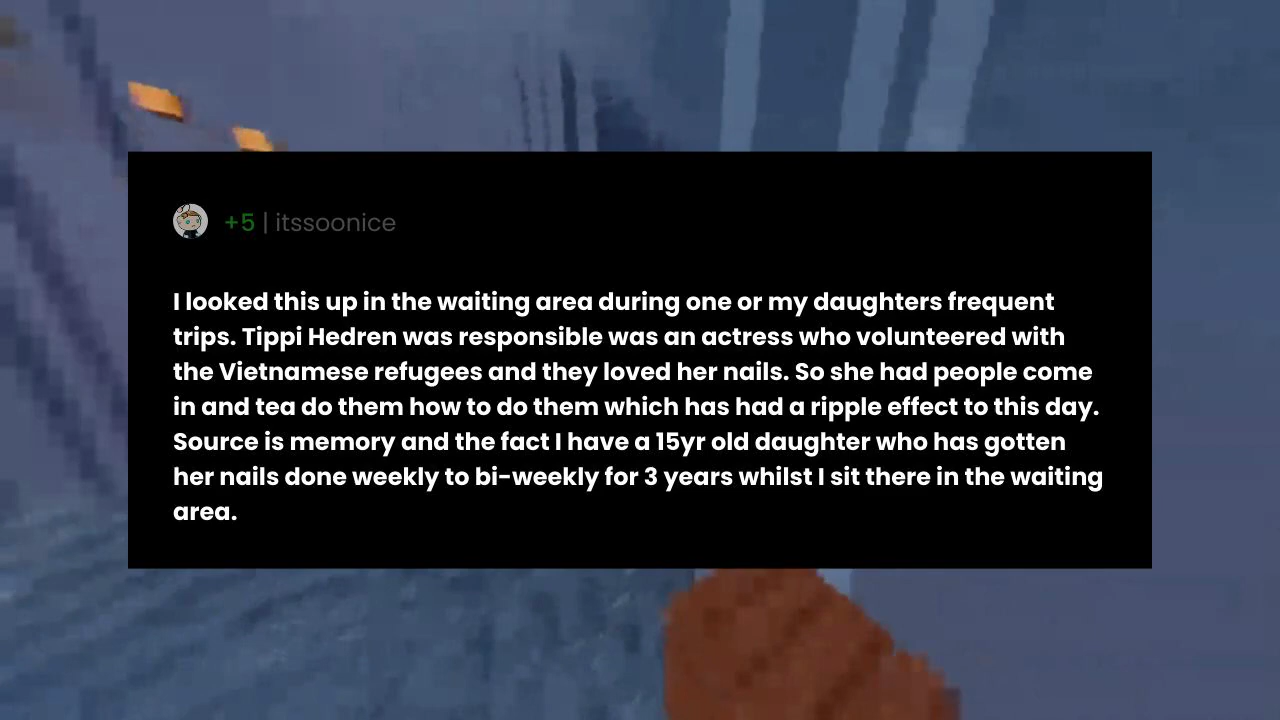 +5 | itssoonice
I looked this up in the waiting area during one or my daughters frequent
trips. Tippi Hedren was responsible was an actress who volunteered with
the Vietnamese refugees and they loved her nails. So she had people come
in and tea do them how to do them which has had a ripple effect to this day.
Source is memory and the fact I have a 15yr old daughter who has gotten
her nails done weekly to bi-weekly for 3 years whilst I sit there in the waiting
area.